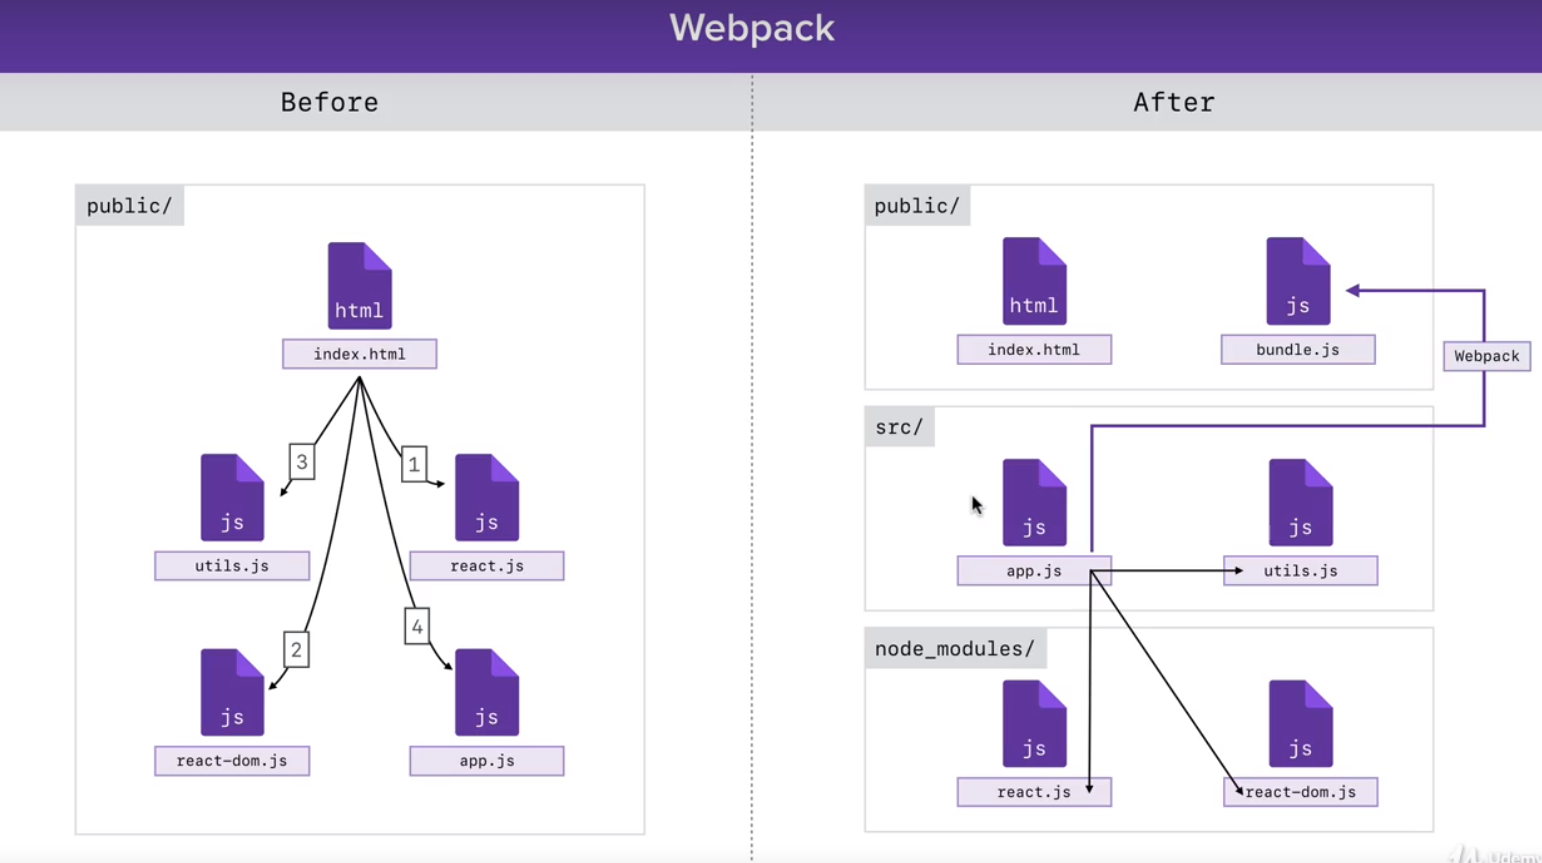 Webpack
Before
After
public/
html
index.html
3
1
js
utils.js
js
react.js
2
4
js
react-dom.js
js
app.js
public/
html
index.html
js
bundle.js
Webpack
src/
js
app.js
js
utils.js
node_modules/
js
react.js
js
react-dom.js
Udemy